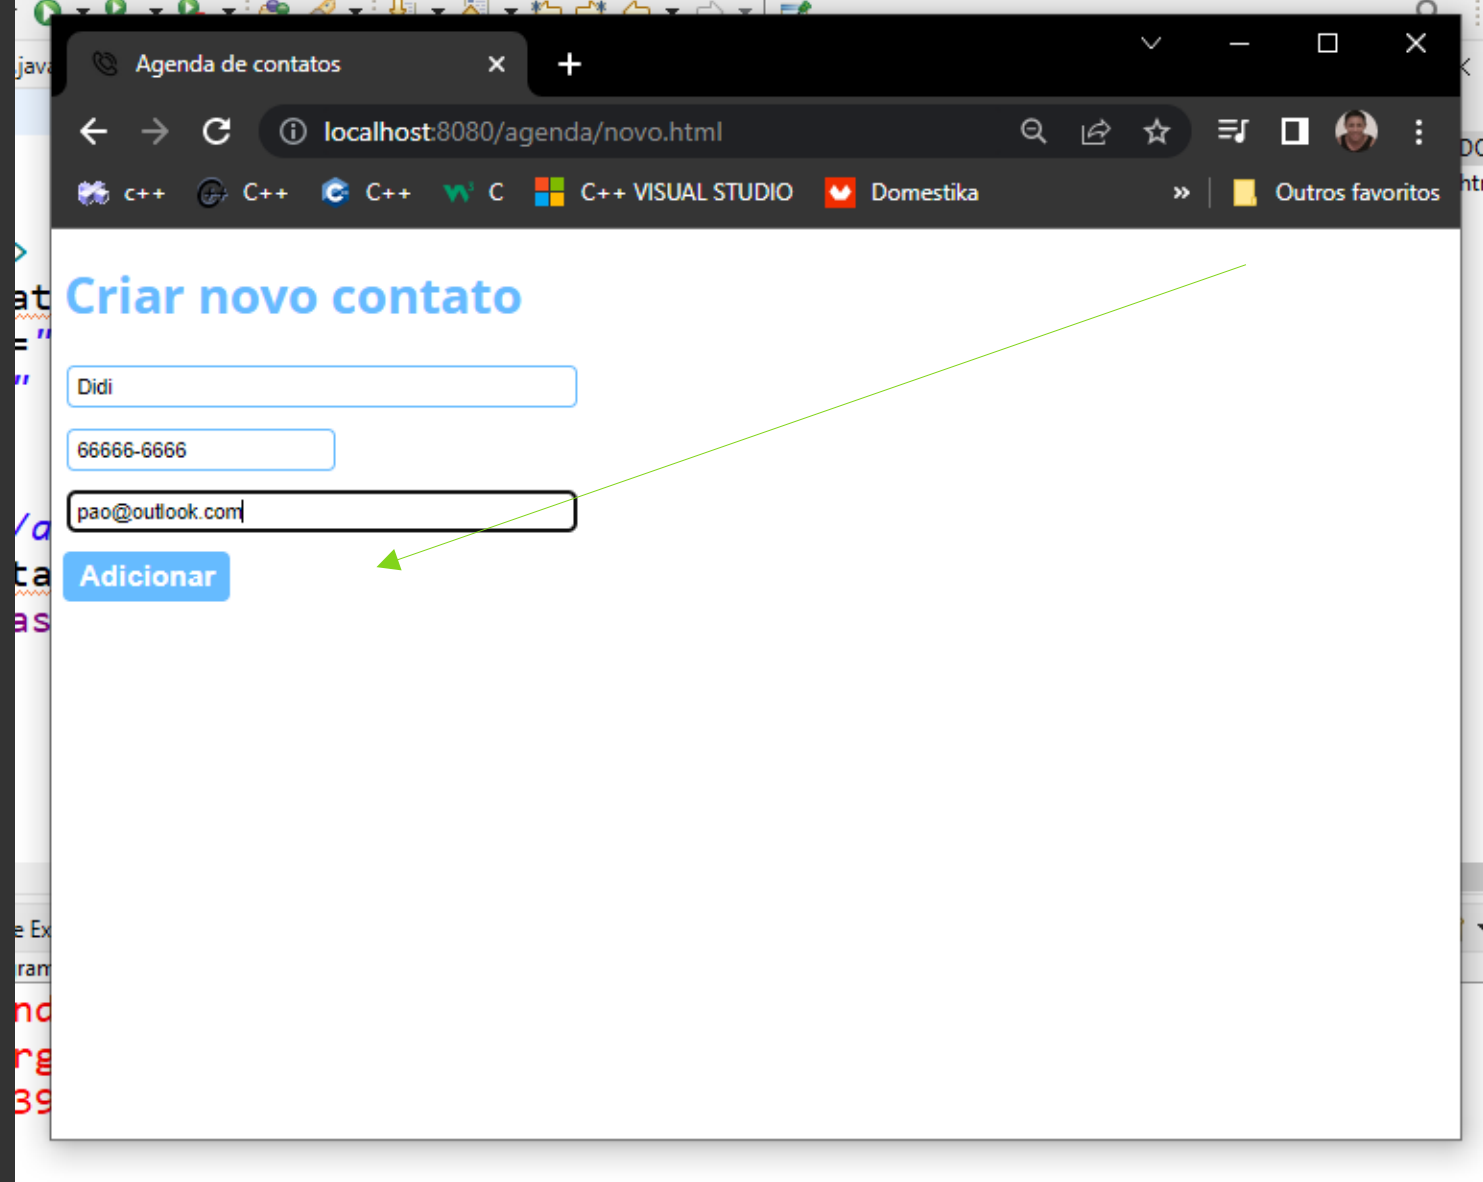 Agenda de contatos
localhost:8080/agenda/novo.html
c++ C++ C++ C C++ VISUAL STUDIO Domestika » Outros favoritos
Criar novo contato
Didi
66666-6666
pao@outlook.com
Adicionar